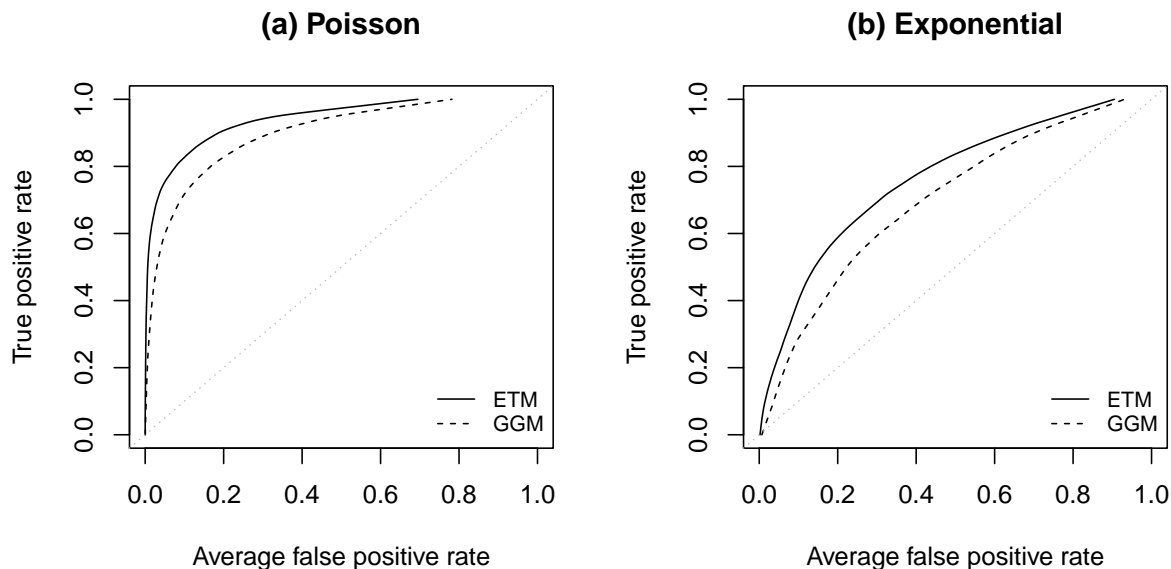 (a) Poisson
True positive rate
1.0
0.8
0.6
0.4
0.2
0.0
ETM
GGM
0.0 0.2 0.4 0.6 0.8 1.0
Average false positive rate
(b) Exponential
True positive rate
1.0
0.8
0.6
0.4
0.2
0.0
ETM
GGM
0.0 0.2 0.4 0.6 0.8 1.0
Average false positive rate